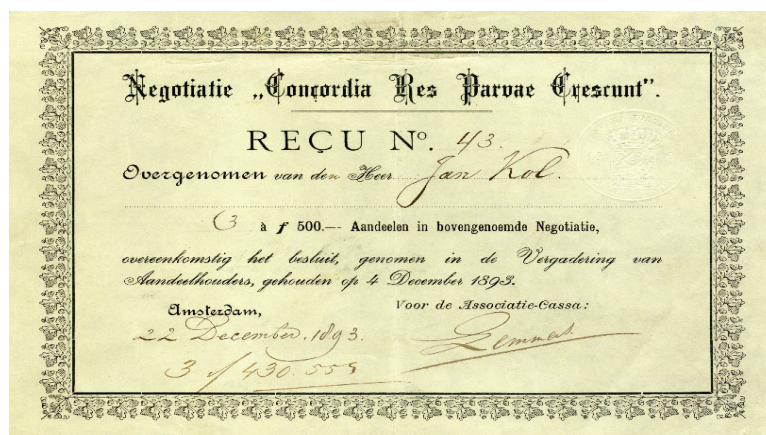 Negotiatie „Concordia Res Parvae Crescunt".
REÇU No. 43.
Overgenomen van den Heer Jan Kol.
3 à ƒ 500.— Aandeelen in bovengenoemde Negotiatie,
overeenkomstig het besluit, genomen in de Vergadering van
Aandeelhouders, gehouden op 4 December 1893.
Amsterdam,
Voor de Associatie-Cassa:
22 December. 1893.
3 ƒ 430.55